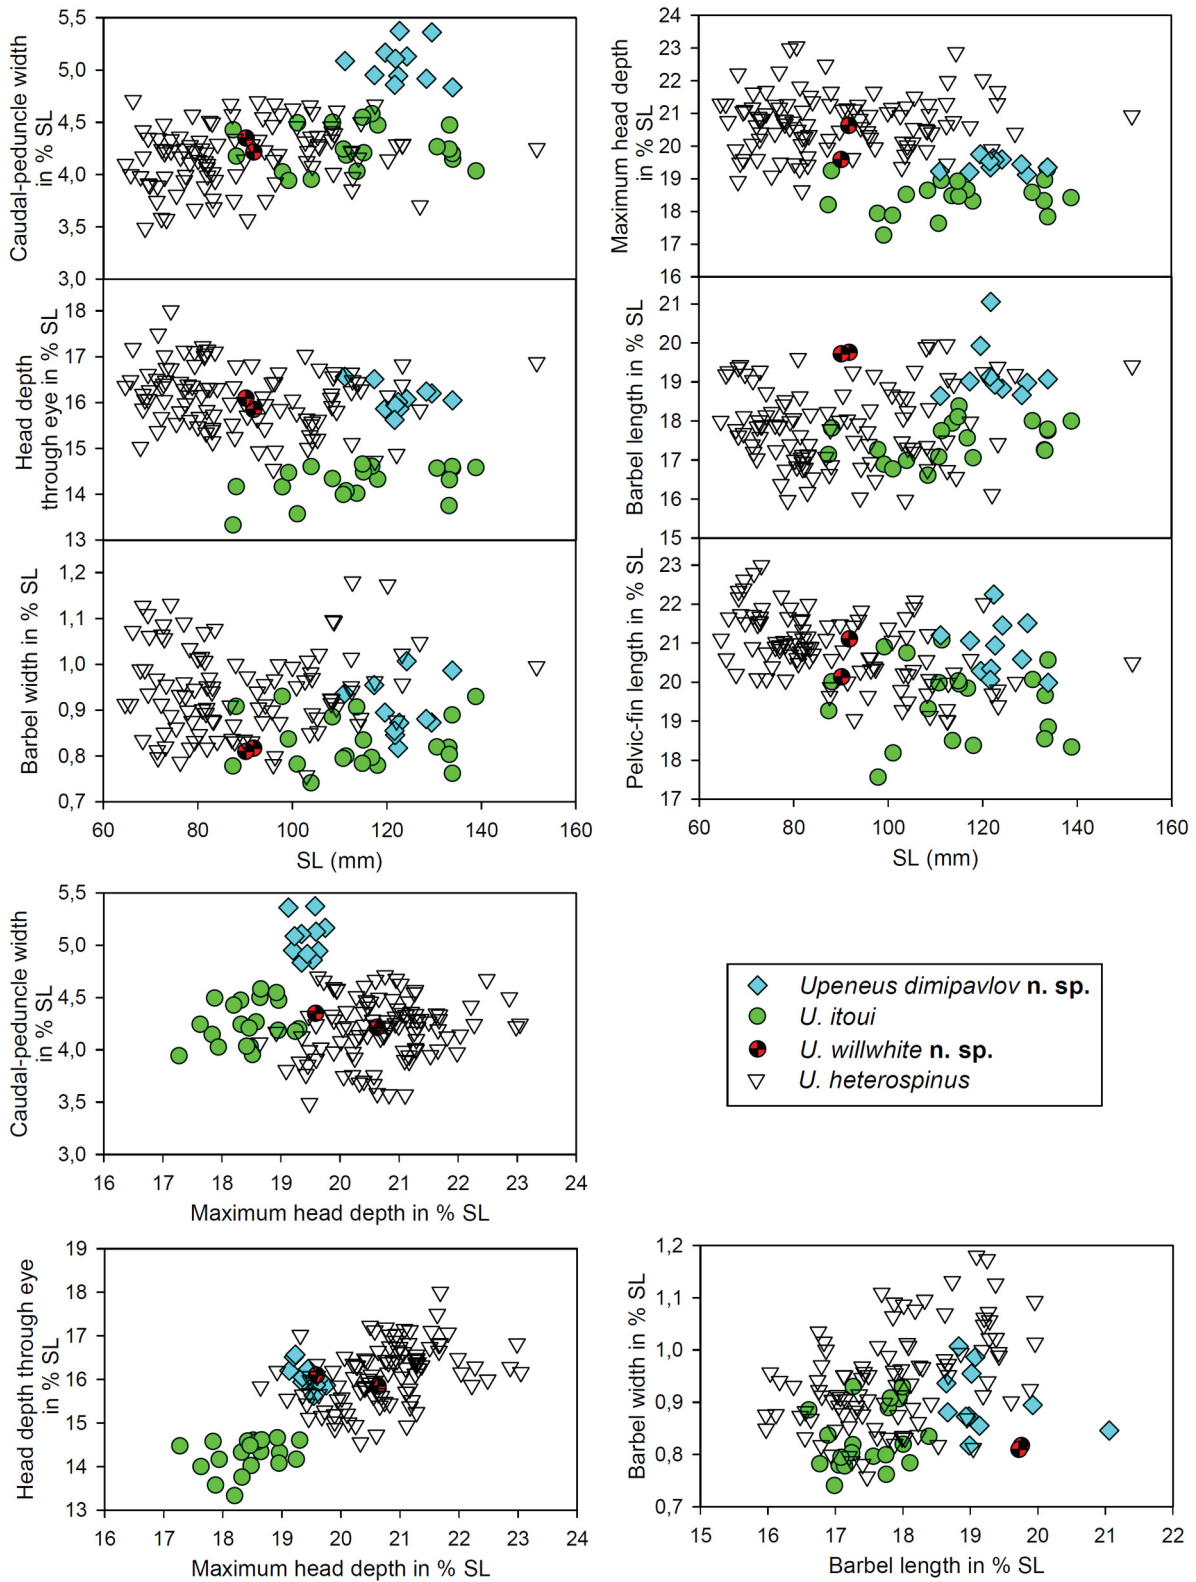 Caudal-peduncle width
in % SL
5,5
5,0
4,5
4,0
3,5
3,0
Head depth
through eye in % SL
18
17
16
15
14
13
Barbel width in % SL
1,2
1,1
1,0
0,9
0,8
0,7
60 80 100 120 140 160
SL (mm)
Maximum head depth
in % SL
24
23
22
21
20
19
18
17
16
Barbel length in % SL
21
20
19
18
17
16
15
Pelvic-fin length in % SL
23
22
21
20
19
18
17
60 80 100 120 140 160
SL (mm)
Caudal-peduncle width
in % SL
5,5
5,0
4,5
4,0
3,5
3,0
16 17 18 19 20 21 22 23 24
Maximum head depth in % SL
Upeneus dimipavlov n. sp.
U. itoui
U. willwhite n. sp.
U. heterospinus
Head depth through eye
in % SL
19
18
17
16
15
14
13
16 17 18 19 20 21 22 23 24
Maximum head depth in % SL
Barbel width in % SL
1,2
1,1
1,0
0,9
0,8
0,7
15 16 17 18 19 20 21 22
Barbel length in % SL